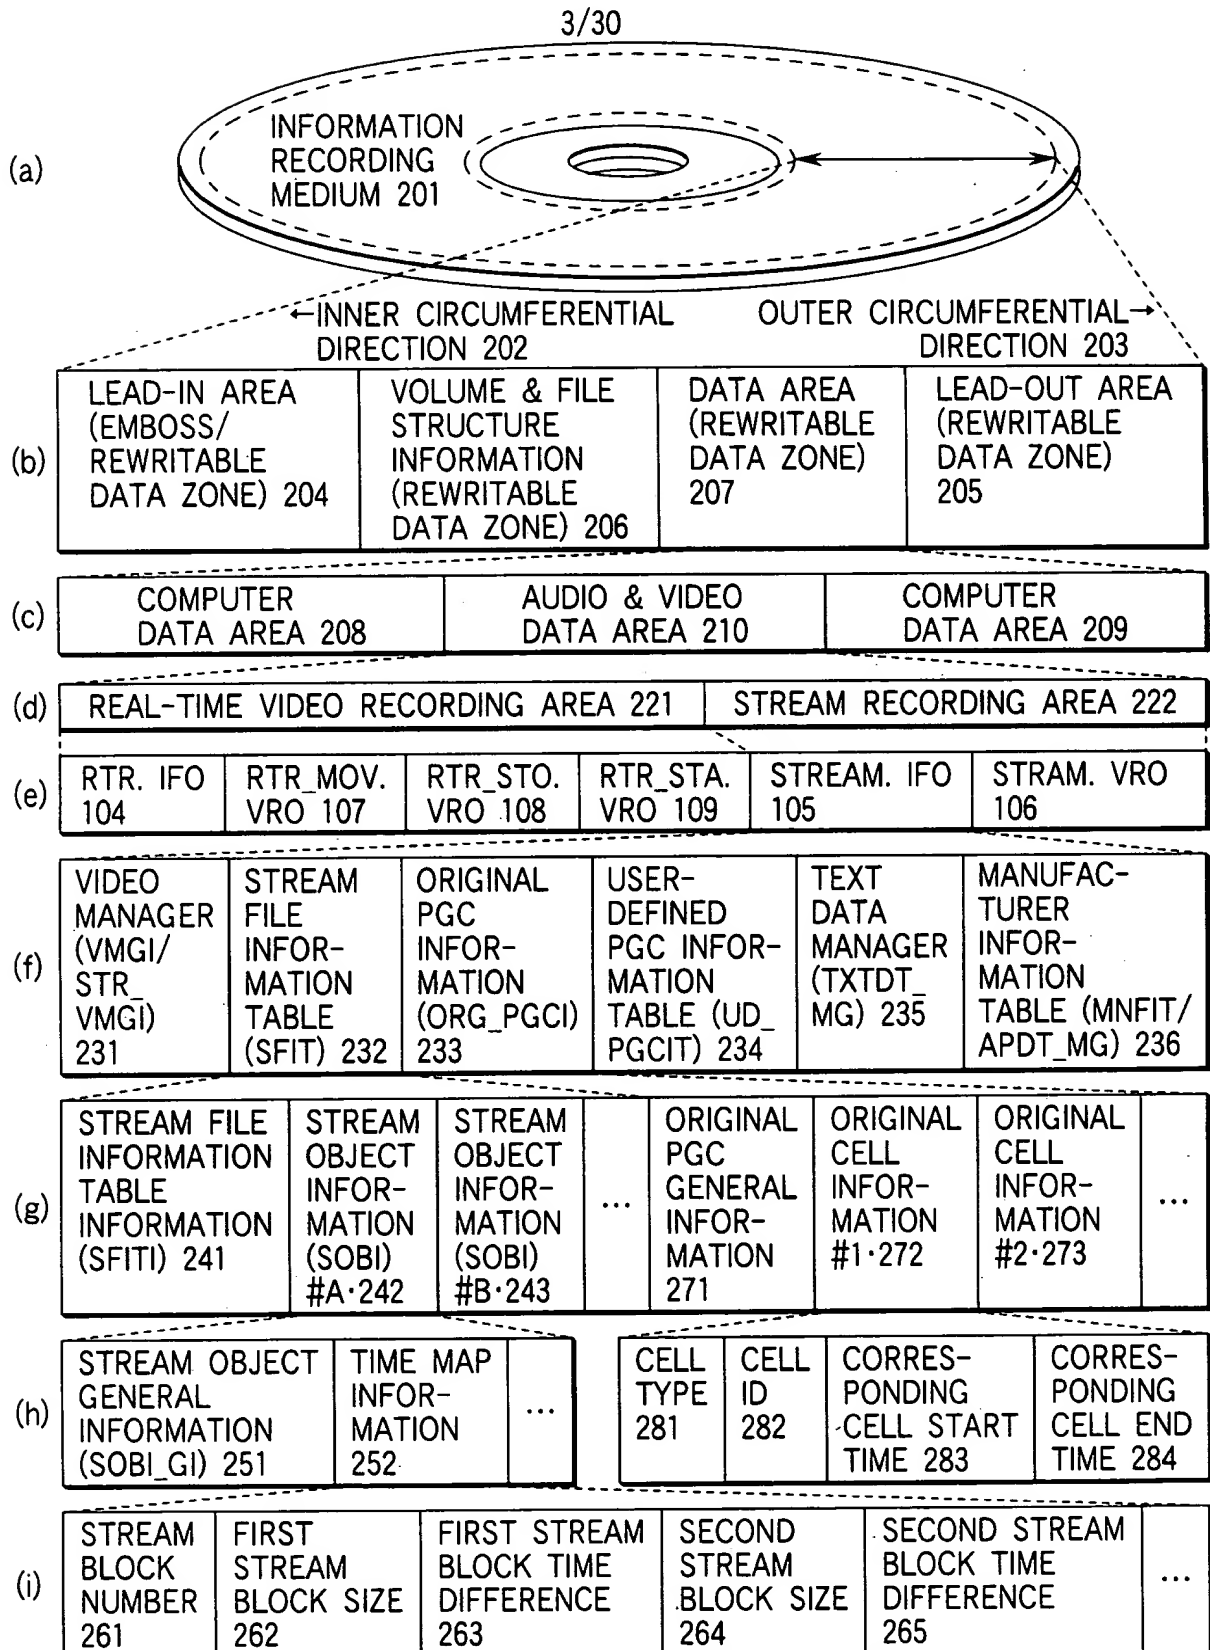 3/30
(a)
INFORMATION
RECORDING
MEDIUM 201
←INNER CIRCUMFERENTIAL
DIRECTION 202
OUTER CIRCUMFERENTIAL→
DIRECTION 203
(b)
LEAD-IN AREA
(EMBOSS/
REWRITABLE
DATA ZONE) 204
VOLUME & FILE
STRUCTURE
INFORMATION
(REWRITABLE
DATA ZONE) 206
DATA AREA
(REWRITABLE
DATA ZONE)
207
LEAD-OUT AREA
(REWRITABLE
DATA ZONE)
205
(c)
COMPUTER
DATA AREA 208
AUDIO & VIDEO
DATA AREA 210
COMPUTER
DATA AREA 209
(d)
REAL-TIME VIDEO RECORDING AREA 221
STREAM RECORDING AREA 222
(e)
RTR. IFO
104
RTR_MOV.
VRO 107
RTR_STO.
VRO 108
RTR_STA.
VRO 109
STREAM. IFO
105
STRAM. VRO
106
(f)
VIDEO
MANAGER
(VMGI/
STR_
VMGI)
231
STREAM
FILE
INFOR-
MATION
TABLE
(SFIT) 232
ORIGINAL
PGC
INFOR-
MATION
(ORG_PGCI)
233
USER-
DEFINED
PGC INFOR-
MATION
TABLE (UD_
PGCIT) 234
TEXT
DATA
MANAGER
(TXTDT_
MG) 235
MANUFAC-
TURER
INFOR-
MATION
TABLE (MNFIT/
APDT_MG) 236
(g)
STREAM FILE
INFORMATION
TABLE
INFORMATION
(SFITI) 241
STREAM
OBJECT
INFOR-
MATION
(SOBI)
#A·242
STREAM
OBJECT
INFOR-
MATION
(SOBI)
#B·243
...
ORIGINAL
PGC
GENERAL
INFOR-
MATION
271
ORIGINAL
CELL
INFOR-
MATION
#1·272
ORIGINAL
CELL
INFOR-
MATION
#2·273
...
(h)
STREAM OBJECT
GENERAL
INFORMATION
(SOBI_GI) 251
TIME MAP
INFOR-
MATION
252
...
CELL
TYPE
281
CELL
ID
282
CORRES-
PONDING
CELL START
TIME 283
CORRES-
PONDING
CELL END
TIME 284
(i)
STREAM
BLOCK
NUMBER
261
FIRST
STREAM
BLOCK SIZE
262
FIRST STREAM
BLOCK TIME
DIFFERENCE
263
SECOND
STREAM
BLOCK SIZE
264
SECOND STREAM
BLOCK TIME
DIFFERENCE
265
...